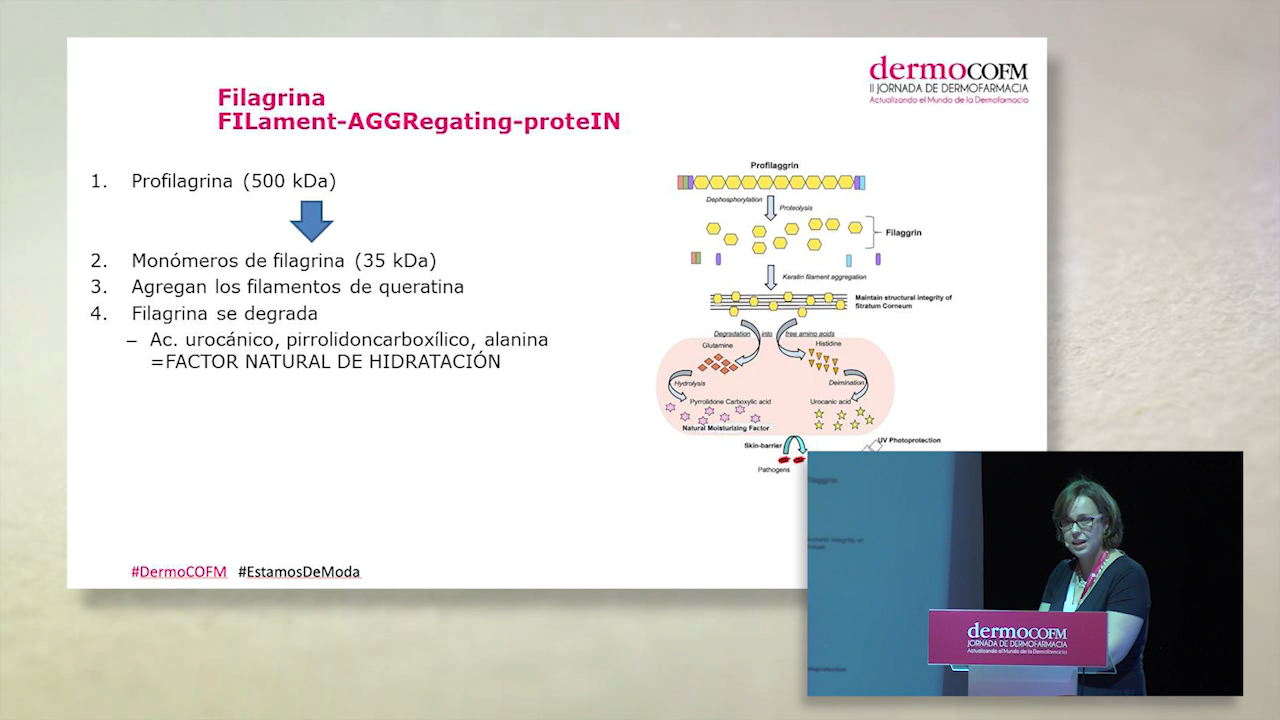 dermoCOFM
II JORNADA DE DERMOFARMACIA
Actualizando el Mundo de la Dermofarmacia
Filagrina
FILament-AGGRegating-proteIN
1. Profilagrina (500 kDa)
2. Monómeros de filagrina (35 kDa)
3. Agregan los filamentos de queratina
4. Filagrina se degrada
– Ac. urocánico, pirrolidoncarboxílico, alanina
=FACTOR NATURAL DE HIDRATACIÓN
Profilaggrin
Dephosphorylation
Proteolysis
Filaggrin
Keratin filament aggregation
Maintain structural integrity of
Stratum Corneum
Degradation into free amino acids
Glutamine
Histidine
Hydrolysis
Deimination
Pyrrolidone Carboxylic acid
Urocanic acid
Natural Moisturizing Factor
Skin-barrier
UV Photoprotection
Pathogens
#DermoCOFM #EstamosDeModa
dermoCOFM
JORNADA DE DERMOFARMACIA
Actualizando el Mundo de la Dermofarmacia